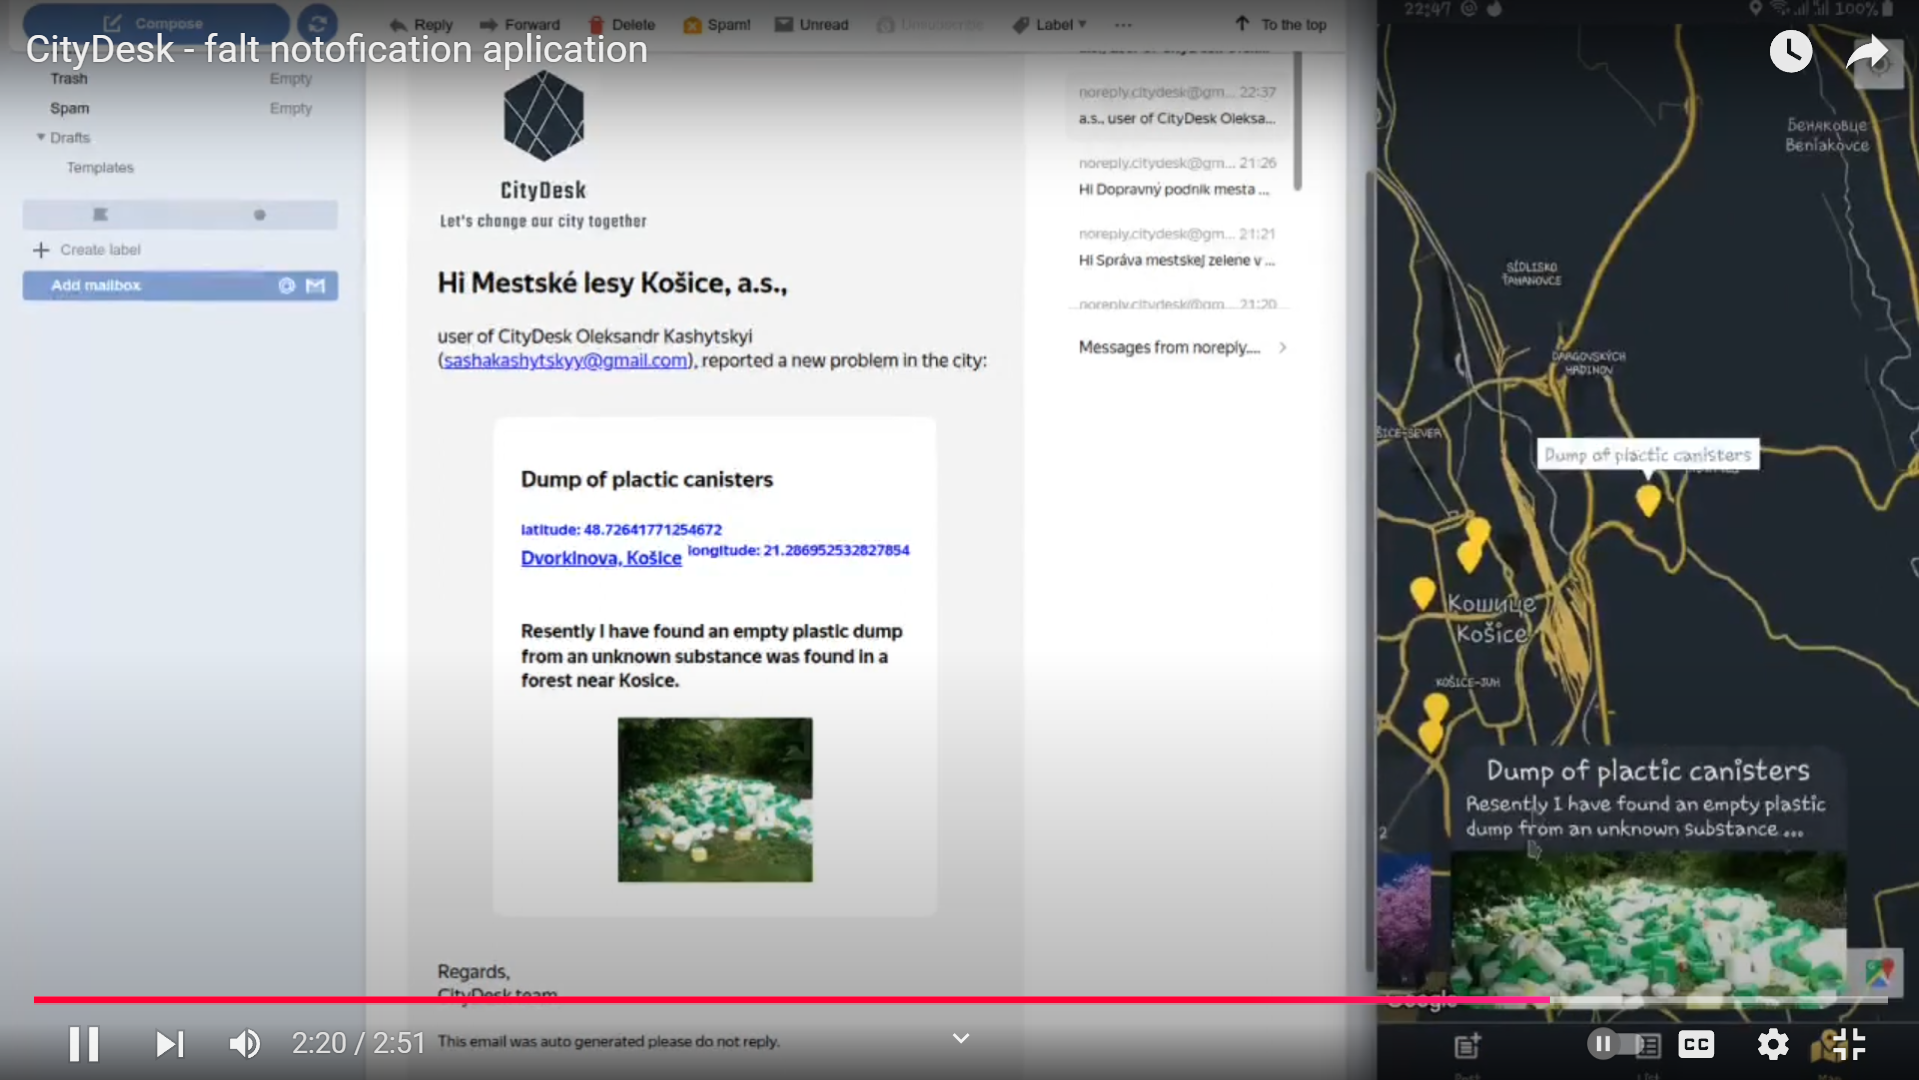 Compose
CityDesk - falt notofication aplication
Reply
Forward
Delete
Spam!
Unread
Unsubscribe
Label
To the top
Trash
Empty
Spam
Empty
Drafts
Templates
Create label
Add mailbox
CityDesk
Let's change our city together
Hi Mestské lesy Košice, a.s.,
user of CityDesk Oleksandr Kashytskyi
(sashakashytskyy@gmail.com), reported a new problem in the city:
Dump of plactic canisters
latitude: 48.72641771254672
Dvorkinova, Košice longitude: 21.286952532827854
Resently I have found an empty plastic dump
from an unknown substance was found in a
forest near Kosice.
Regards,
CityDesk team
This email was auto generated please do not reply.
noreply.citydesk@gm... 22:37
a.s., user of CityDesk Oleksa...
noreply.citydesk@gm... 21:26
Hi Dopravný podnik mesta ...
noreply.citydesk@gm... 21:21
Hi Správa mestskej zelene v ...
noreply.citydesk@gm... 21:20
Messages from noreply....
22:47
100%
Беняковце
Beniakovce
SÍDLISKO
ŤAHANOVCE
DARGOVSKÝCH
HRDINOV
ŠICE-SEVER
Dump of plactic canisters
Кошице
Košice
KOŠICE-JUH
2
Dump of plactic canisters
Resently I have found an empty plastic
dump from an unknown substance ...
Google
2:20 / 2:51
CC